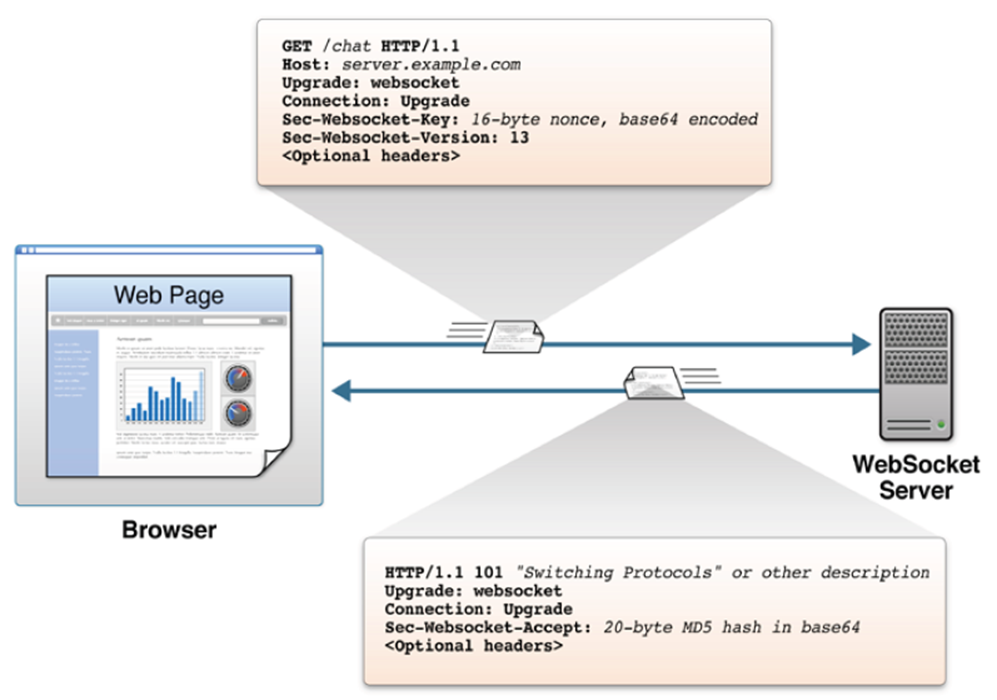 GET /chat HTTP/1.1
Host: server.example.com
Upgrade: websocket
Connection: Upgrade
Sec-Websocket-Key: 16-byte nonce, base64 encoded
Sec-Websocket-Version: 13
<Optional headers>
Web Page
Browser
WebSocket
Server
HTTP/1.1 101 "Switching Protocols" or other description
Upgrade: websocket
Connection: Upgrade
Sec-Websocket-Accept: 20-byte MD5 hash in base64
<Optional headers>